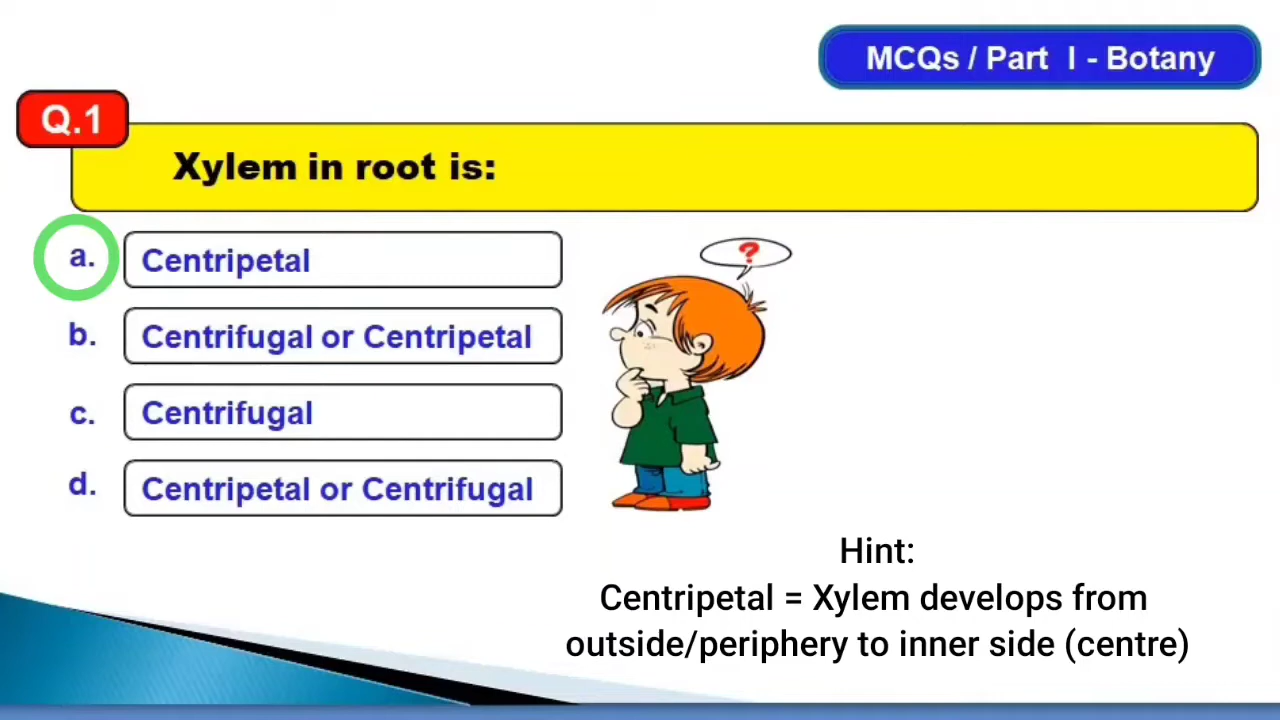 MCQs / Part I - Botany
Q.1
Xylem in root is:
a. Centripetal
b. Centrifugal or Centripetal
c. Centrifugal
d. Centripetal or Centrifugal
?
Hint:
Centripetal = Xylem develops from
outside/periphery to inner side (centre)